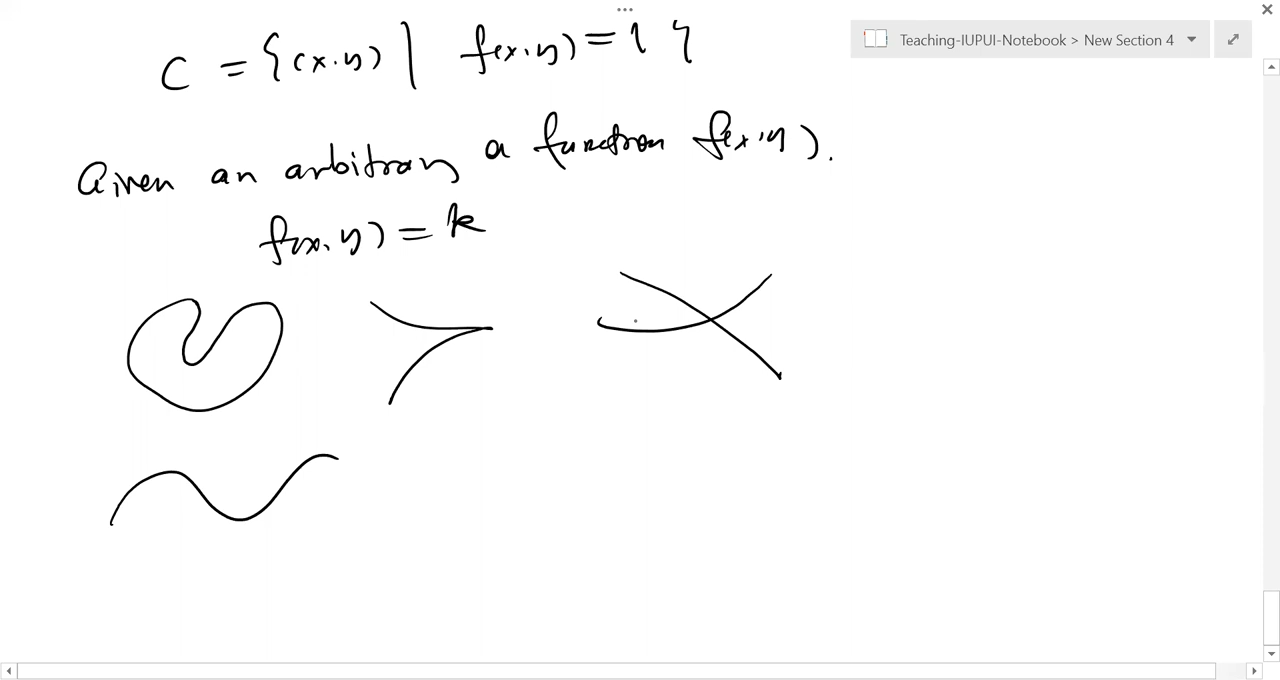 Teaching-IUPUI-Notebook > New Section 4
C = {(x,y) | f(x,y) = 1}
Given an arbitrary a function f(x,y).
f(x,y) = k